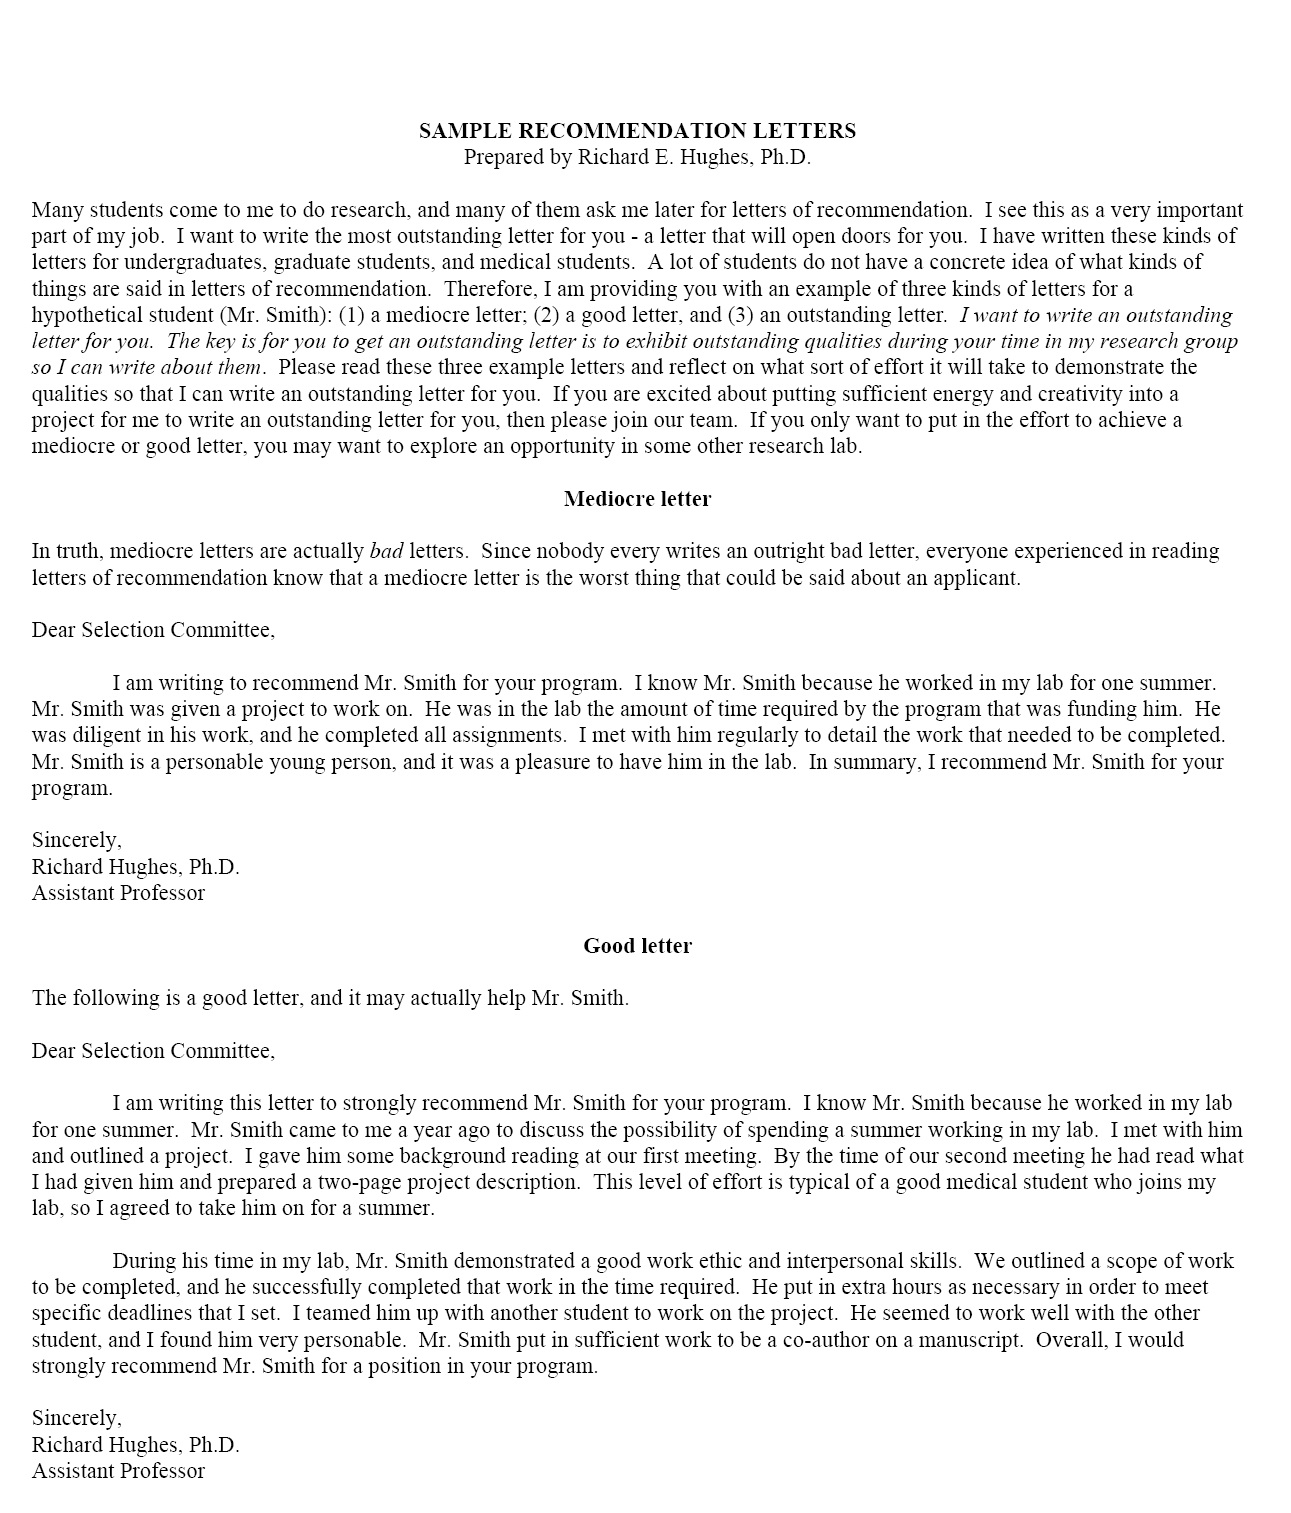 SAMPLE RECOMMENDATION LETTERS
Prepared by Richard E. Hughes, Ph.D.
Many students come to me to do research, and many of them ask me later for letters of recommendation.  I see this as a very important
part of my job.  I want to write the most outstanding letter for you - a letter that will open doors for you.  I have written these kinds of
letters for undergraduates, graduate students, and medical students.  A lot of students do not have a concrete idea of what kinds of
things are said in letters of recommendation.  Therefore, I am providing you with an example of three kinds of letters for a
hypothetical student (Mr. Smith): (1) a mediocre letter; (2) a good letter, and (3) an outstanding letter.  I want to write an outstanding
letter for you.  The key is for you to get an outstanding letter is to exhibit outstanding qualities during your time in my research group
so I can write about them.  Please read these three example letters and reflect on what sort of effort it will take to demonstrate the
qualities so that I can write an outstanding letter for you.  If you are excited about putting sufficient energy and creativity into a
project for me to write an outstanding letter for you, then please join our team.  If you only want to put in the effort to achieve a
mediocre or good letter, you may want to explore an opportunity in some other research lab.
Mediocre letter
In truth, mediocre letters are actually bad letters.  Since nobody every writes an outright bad letter, everyone experienced in reading
letters of recommendation know that a mediocre letter is the worst thing that could be said about an applicant.
Dear Selection Committee,
I am writing to recommend Mr. Smith for your program.  I know Mr. Smith because he worked in my lab for one summer.
Mr. Smith was given a project to work on.  He was in the lab the amount of time required by the program that was funding him.  He
was diligent in his work, and he completed all assignments.  I met with him regularly to detail the work that needed to be completed.
Mr. Smith is a personable young person, and it was a pleasure to have him in the lab.  In summary, I recommend Mr. Smith for your
program.
Sincerely,
Richard Hughes, Ph.D.
Assistant Professor
Good letter
The following is a good letter, and it may actually help Mr. Smith.
Dear Selection Committee,
I am writing this letter to strongly recommend Mr. Smith for your program.  I know Mr. Smith because he worked in my lab
for one summer.  Mr. Smith came to me a year ago to discuss the possibility of spending a summer working in my lab.  I met with him
and outlined a project.  I gave him some background reading at our first meeting.  By the time of our second meeting he had read what
I had given him and prepared a two-page project description.  This level of effort is typical of a good medical student who joins my
lab, so I agreed to take him on for a summer.
During his time in my lab, Mr. Smith demonstrated a good work ethic and interpersonal skills.  We outlined a scope of work
to be completed, and he successfully completed that work in the time required.  He put in extra hours as necessary in order to meet
specific deadlines that I set.  I teamed him up with another student to work on the project.  He seemed to work well with the other
student, and I found him very personable.  Mr. Smith put in sufficient work to be a co-author on a manuscript.  Overall, I would
strongly recommend Mr. Smith for a position in your program.
Sincerely,
Richard Hughes, Ph.D.
Assistant Professor